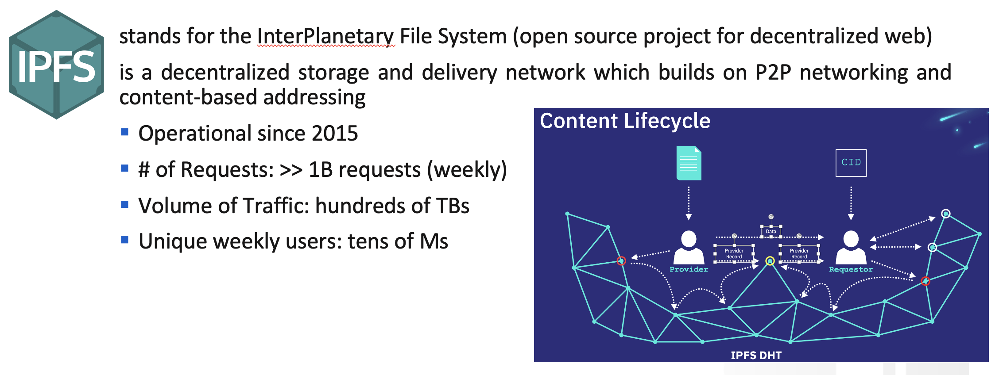 IPFS
stands for the InterPlanetary File System (open source project for decentralized web)
is a decentralized storage and delivery network which builds on P2P networking and
content-based addressing
Operational since 2015
# of Requests: >> 1B requests (weekly)
Volume of Traffic: hundreds of TBs
Unique weekly users: tens of Ms
Content Lifecycle
CID
Data
Provider
Record
Provider
Record
Provider
Requestor
IPFS DHT